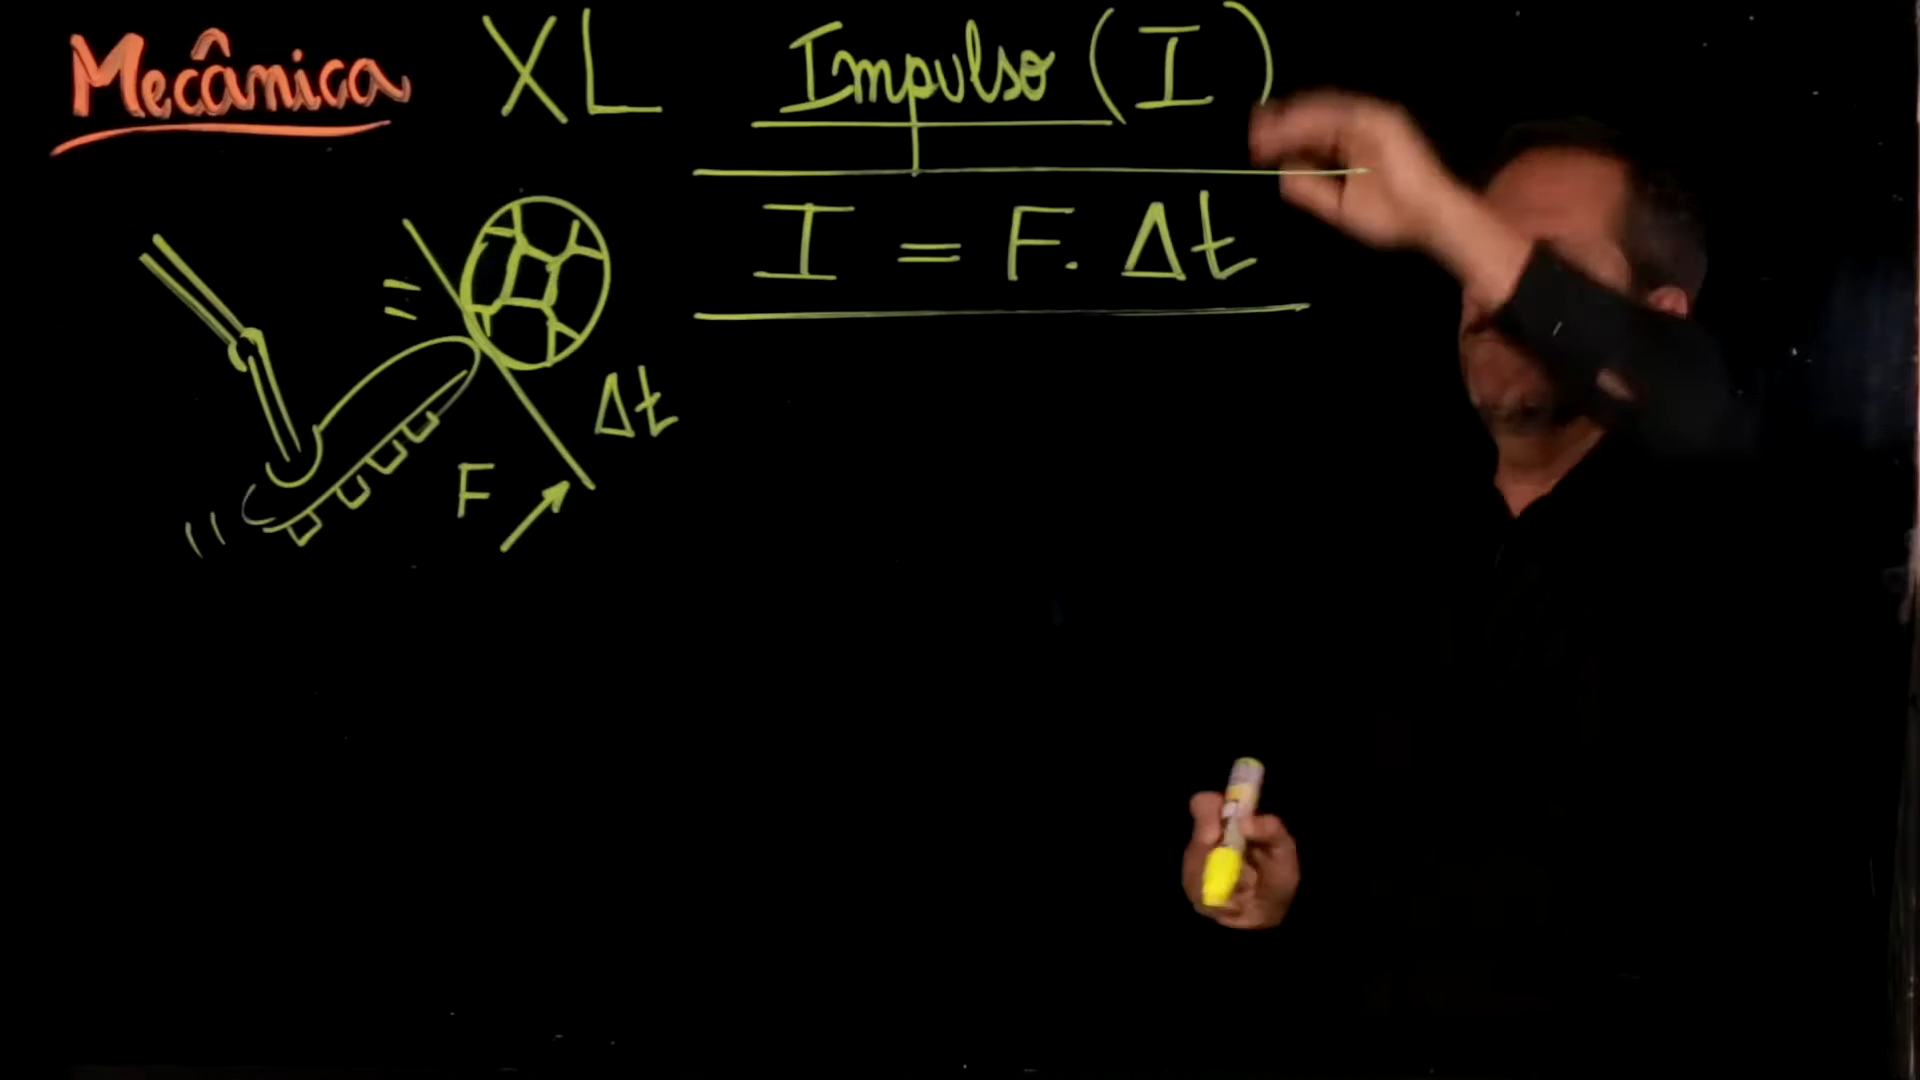 Mecânica XL Impulso (I)
I = F. Δt
Δt
F